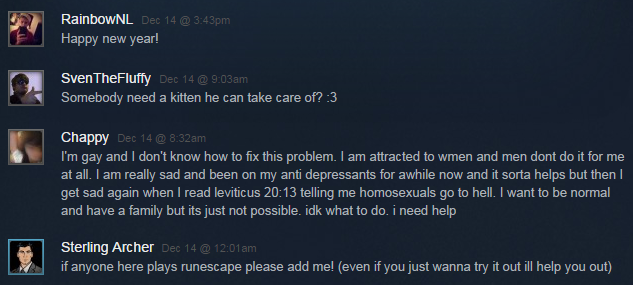 RainbowNL Dec 14 @ 3:43pm
Happy new year!
SvenTheFluffy Dec 14 @ 9:03am
Somebody need a kitten he can take care of? :3
Chappy Dec 14 @ 8:32am
I'm gay and I don't know how to fix this problem. I am attracted to wmen and men dont do it for me
at all. I am really sad and been on my anti depressants for awhile now and it sorta helps but then I
get sad again when I read leviticus 20:13 telling me homosexuals go to hell. I want to be normal
and have a family but its just not possible. idk what to do. i need help
Sterling Archer Dec 14 @ 12:01am
if anyone here plays runescape please add me! (even if you just wanna try it out ill help you out)